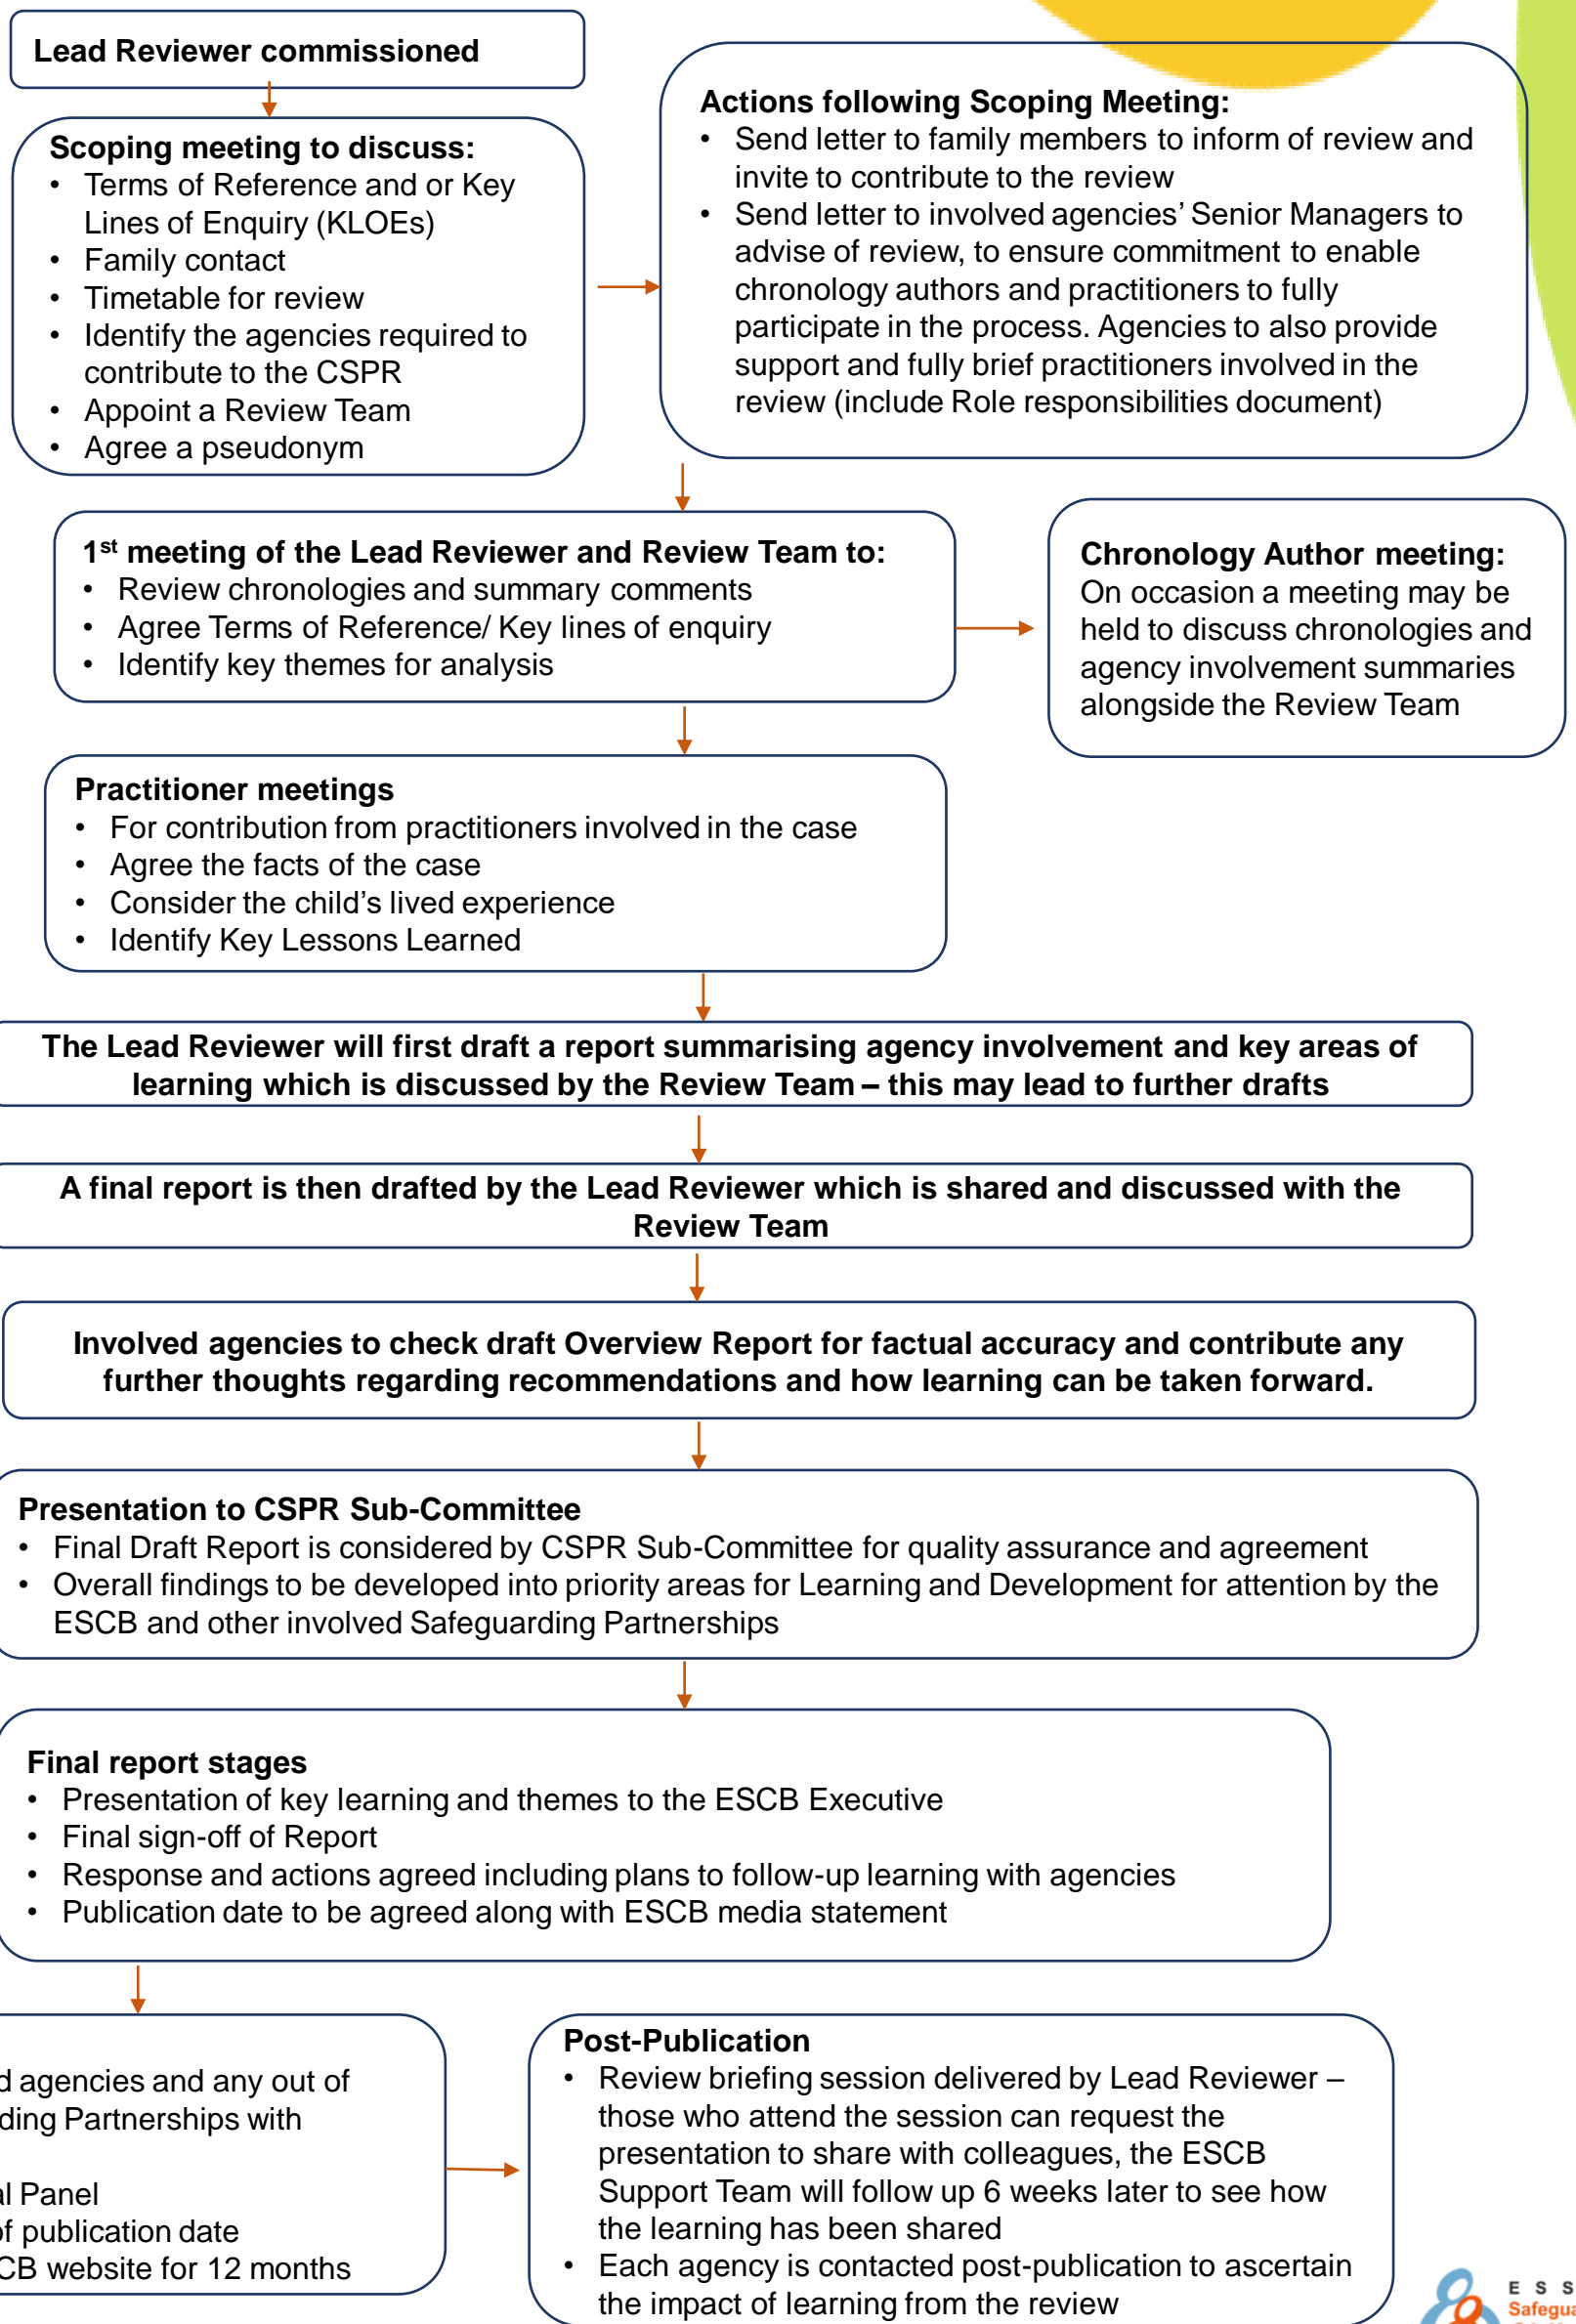 Lead Reviewer commissioned
Scoping meeting to discuss:
• Terms of Reference and or Key
Lines of Enquiry (KLOEs)
• Family contact
• Timetable for review
• Identify the agencies required to
contribute to the CSPR
• Appoint a Review Team
• Agree a pseudonym
Actions following Scoping Meeting:
• Send letter to family members to inform of review and
invite to contribute to the review
• Send letter to involved agencies’ Senior Managers to
advise of review, to ensure commitment to enable
chronology authors and practitioners to fully
participate in the process. Agencies to also provide
support and fully brief practitioners involved in the
review (include Role responsibilities document)
1st meeting of the Lead Reviewer and Review Team to:
• Review chronologies and summary comments
• Agree Terms of Reference/ Key lines of enquiry
• Identify key themes for analysis
Chronology Author meeting:
On occasion a meeting may be
held to discuss chronologies and
agency involvement summaries
alongside the Review Team
Practitioner meetings
• For contribution from practitioners involved in the case
• Agree the facts of the case
• Consider the child’s lived experience
• Identify Key Lessons Learned
The Lead Reviewer will first draft a report summarising agency involvement and key areas of
learning which is discussed by the Review Team – this may lead to further drafts
A final report is then drafted by the Lead Reviewer which is shared and discussed with the
Review Team
Involved agencies to check draft Overview Report for factual accuracy and contribute any
further thoughts regarding recommendations and how learning can be taken forward.
Presentation to CSPR Sub-Committee
• Final Draft Report is considered by CSPR Sub-Committee for quality assurance and agreement
• Overall findings to be developed into priority areas for Learning and Development for attention by the
ESCB and other involved Safeguarding Partnerships
Final report stages
• Presentation of key learning and themes to the ESCB Executive
• Final sign-off of Report
• Response and actions agreed including plans to follow-up learning with agencies
• Publication date to be agreed along with ESCB media statement
d agencies and any out of
ding Partnerships with
al Panel
of publication date
CB website for 12 months
Post-Publication
• Review briefing session delivered by Lead Reviewer –
those who attend the session can request the
presentation to share with colleagues, the ESCB
Support Team will follow up 6 weeks later to see how
the learning has been shared
• Each agency is contacted post-publication to ascertain
the impact of learning from the review
E S S
Safegua